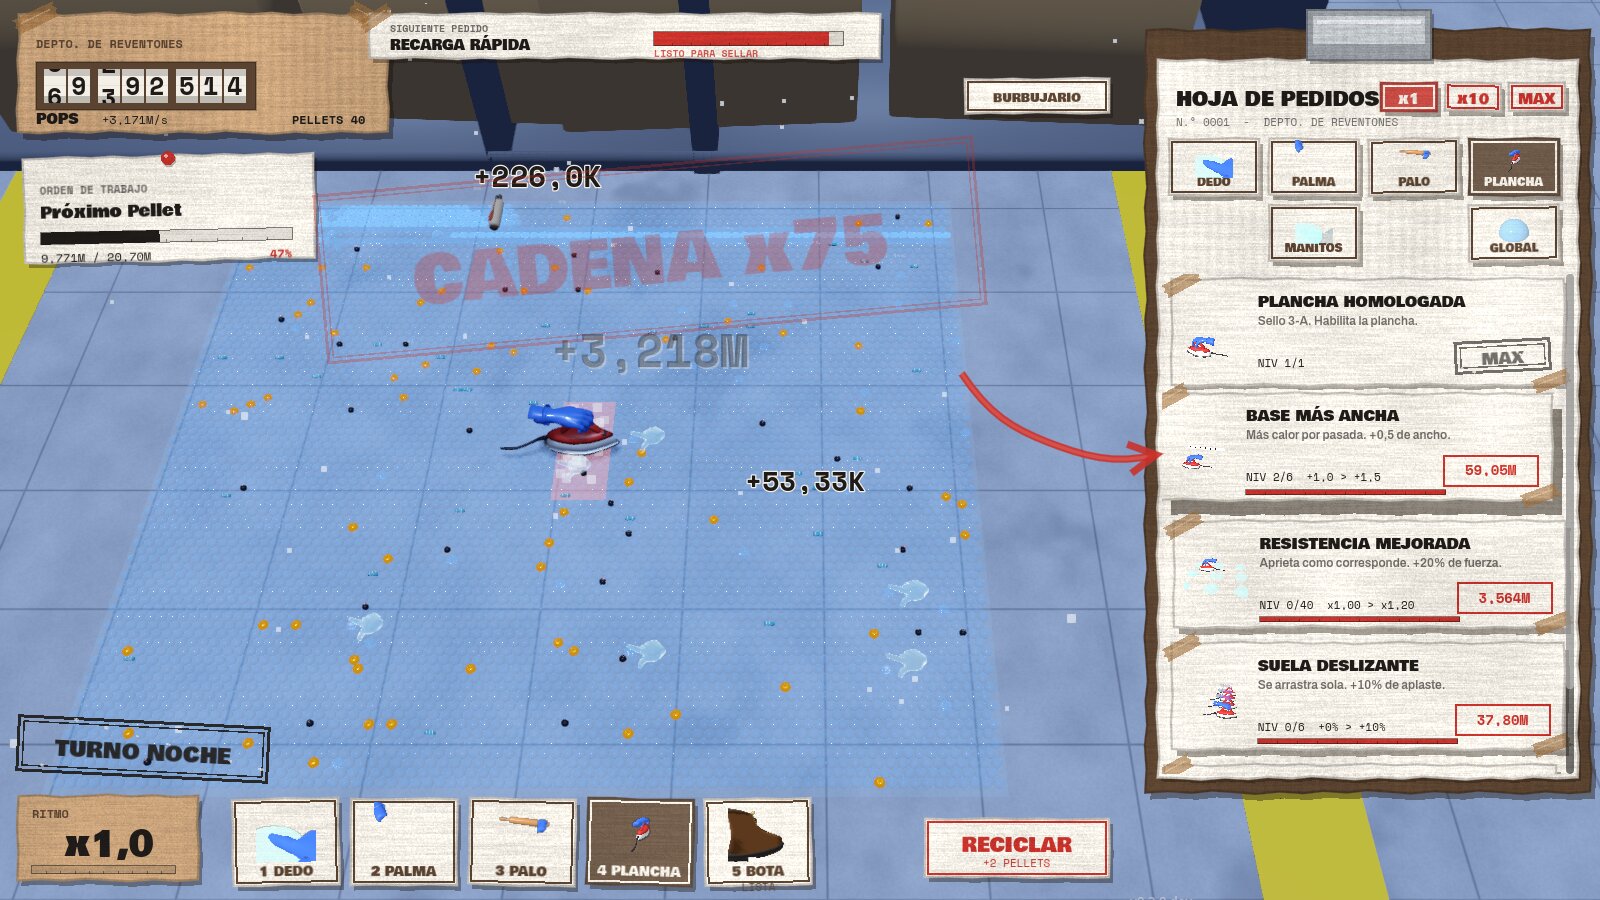 DEPTO. DE REVENTONES
POPS
+3,171M/s
PELLETS 40
SIGUIENTE PEDIDO
RECARGA RÁPIDA
LISTO PARA SELLAR
BURBUJARIO
ORDEN DE TRABAJO
Próximo Pellet
9,771M / 20,70M
47%
+226,0K
CADENA x75
+3,218M
+53,33K
TURNO NOCHE
RITMO
x1,0
1 DEDO
2 PALMA
3 PALO
4 PLANCHA
5 BOTA
LISTA
RECICLAR
+2 PELLETS
HOJA DE PEDIDOS
x1
x10
MAX
N.° 0001 - DEPTO. DE REVENTONES
DEDO
PALMA
PALO
PLANCHA
MANITOS
GLOBAL
PLANCHA HOMOLOGADA
Sello 3-A. Habilita la plancha.
NIV 1/1
MAX
BASE MÁS ANCHA
Más calor por pasada. +0,5 de ancho.
NIV 2/6 +1,0 > +1,5
59,05M
RESISTENCIA MEJORADA
Aprieta como corresponde. +20% de fuerza.
NIV 0/40 x1,00 > x1,20
3,564M
SUELA DESLIZANTE
Se arrastra sola. +10% de aplaste.
NIV 0/6 +0% > +10%
37,80M